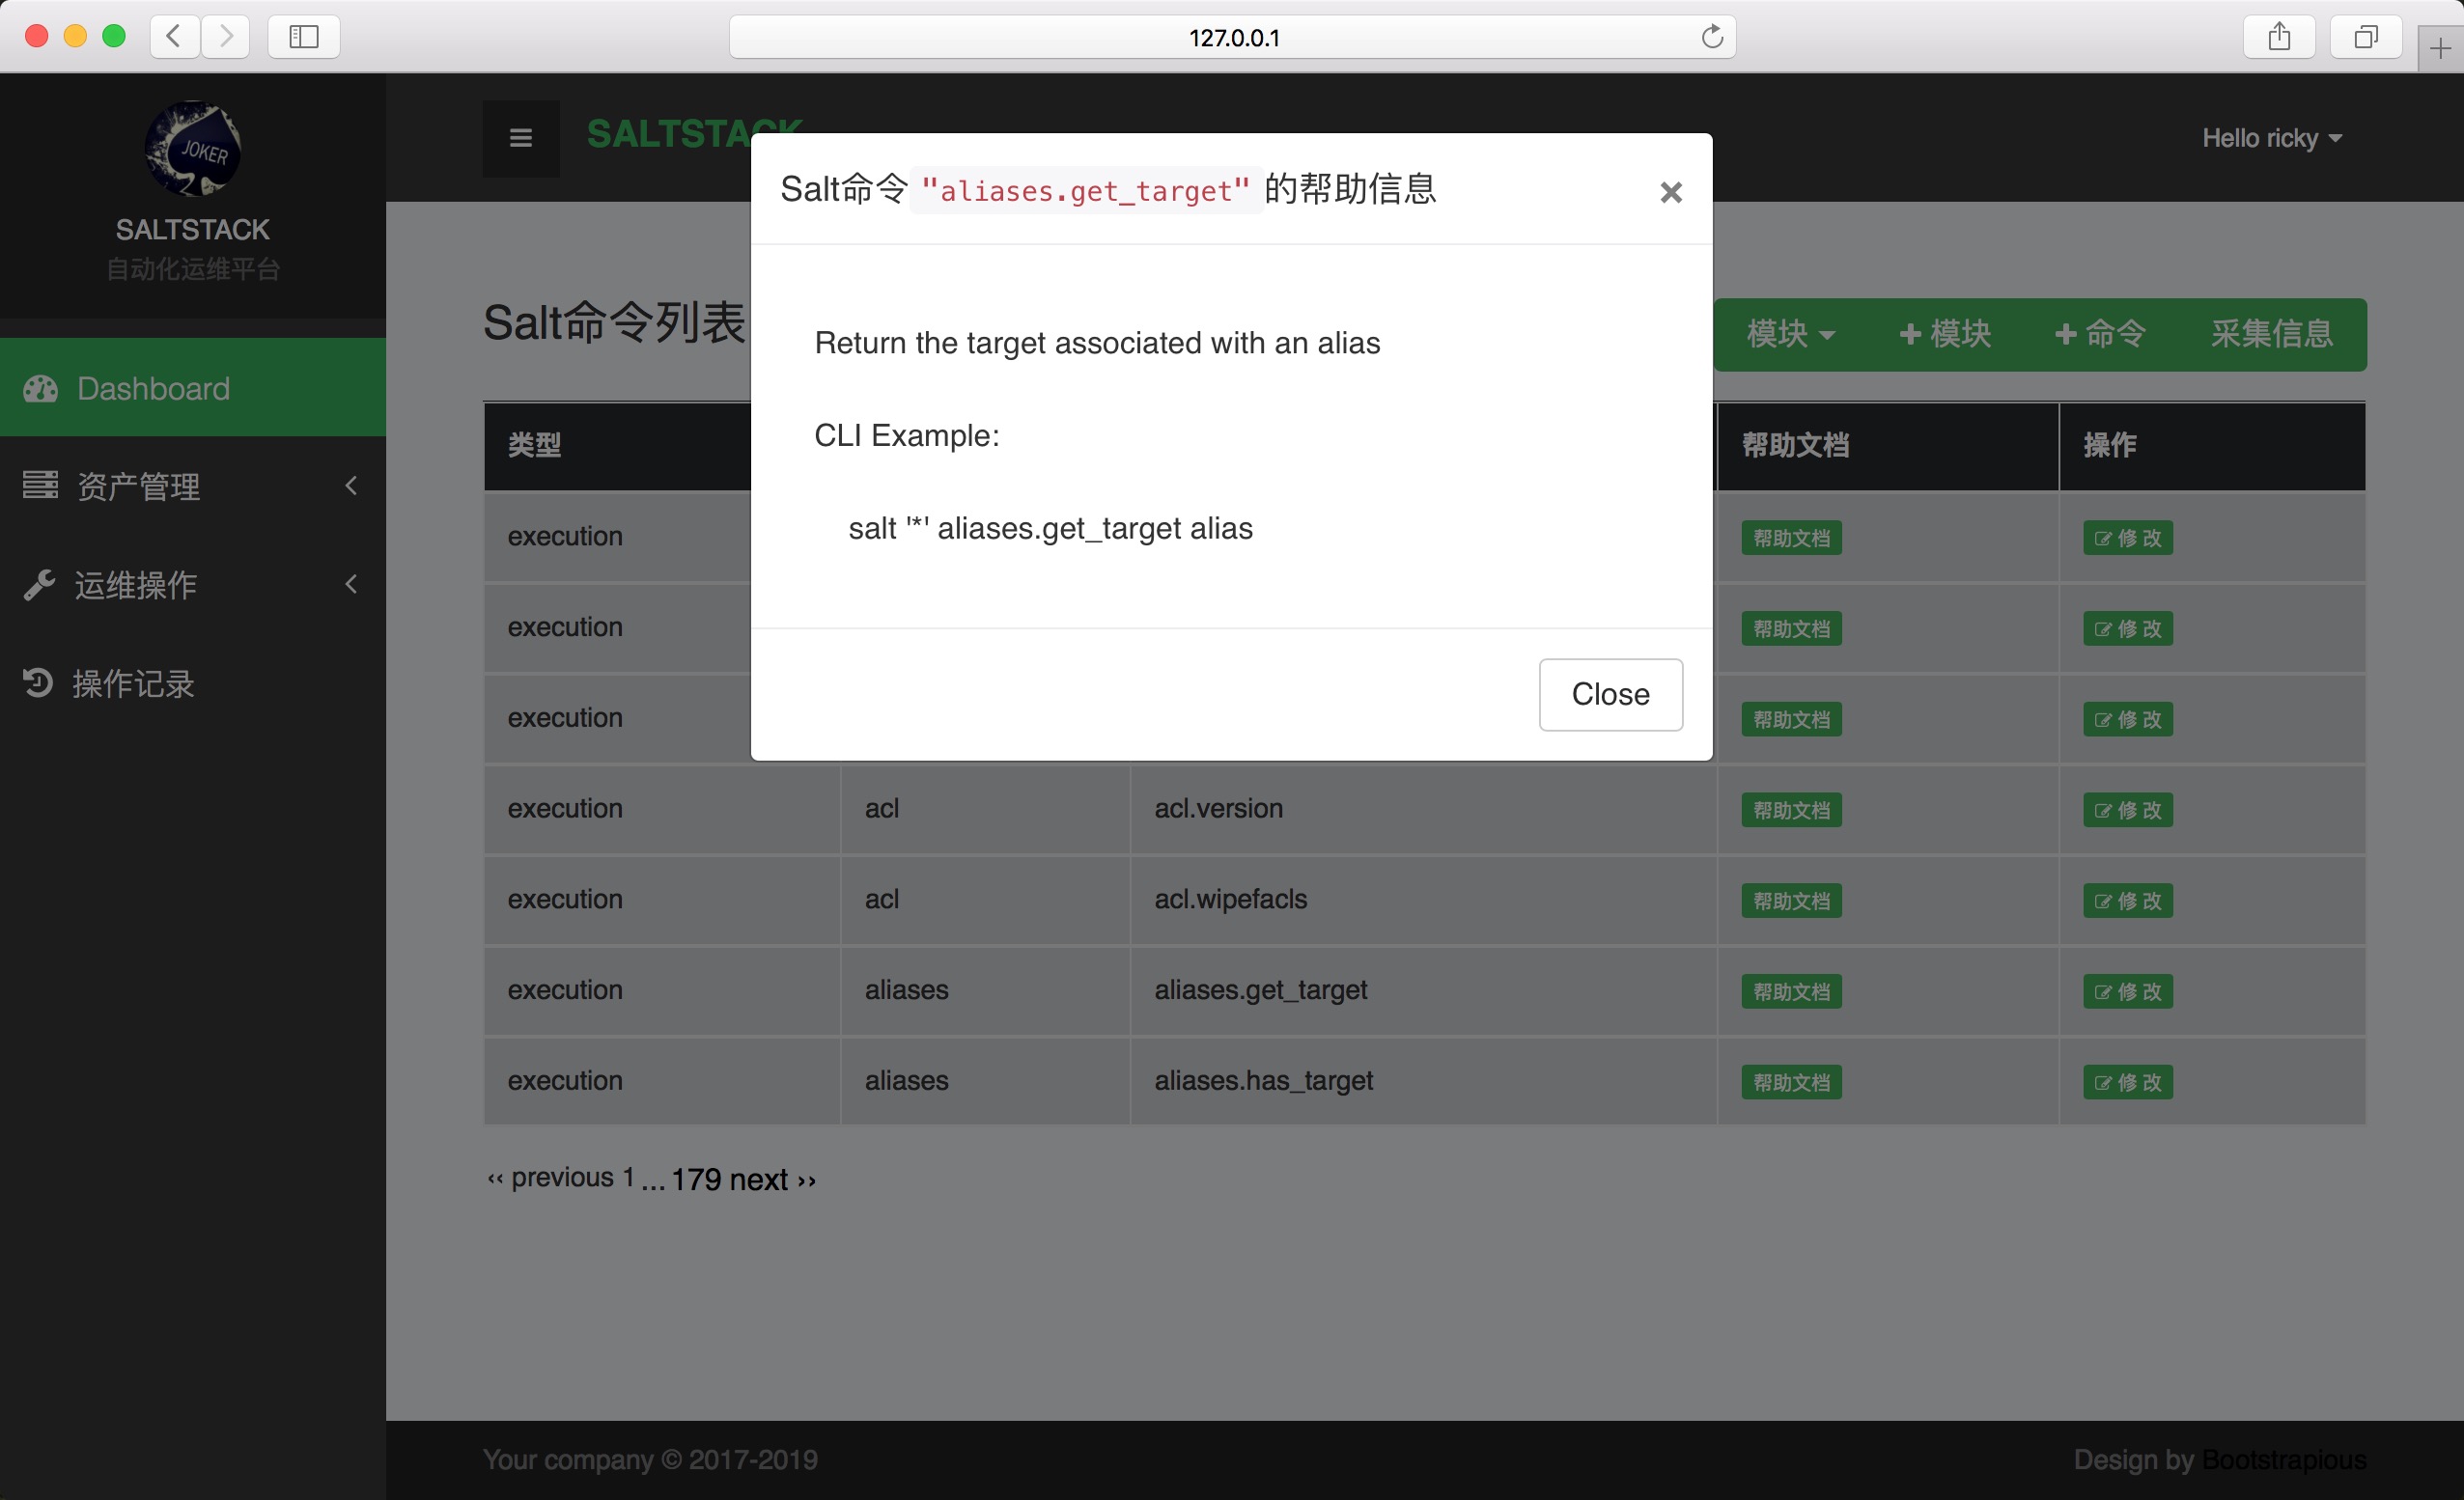 127.0.0.1
JOKER
SALTSTACK
自动化运维平台
Dashboard
资产管理
运维操作
操作记录
SALTSTACK
Hello ricky
Salt命令 "aliases.get_target" 的帮助信息
×
Return the target associated with an alias
CLI Example:
salt '*' aliases.get_target alias
Close
Salt命令列表
模块 + 模块 + 命令 采集信息
类型 帮助文档 操作
execution 帮助文档 修 改
execution 帮助文档 修 改
execution 帮助文档 修 改
execution acl acl.version 帮助文档 修 改
execution acl acl.wipefacls 帮助文档 修 改
execution aliases aliases.get_target 帮助文档 修 改
execution aliases aliases.has_target 帮助文档 修 改
‹‹ previous 1 ... 179 next ››
Your company © 2017-2019
Design by Bootstrapious